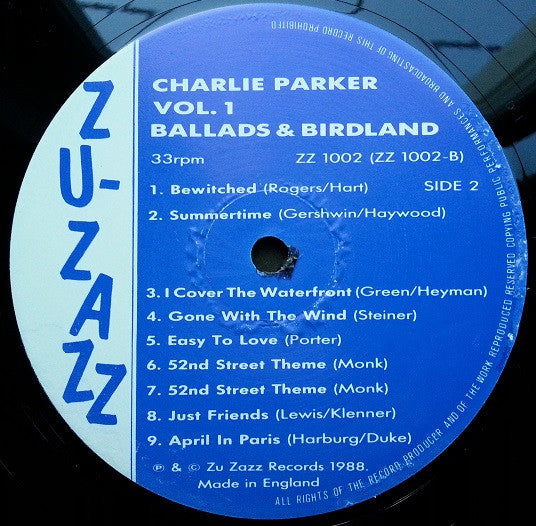 ZU-ZAZZ
CHARLIE PARKER
VOL. 1
BALLADS & BIRDLAND
33rpm ZZ 1002 (ZZ 1002-B)
1. Bewitched (Rogers/Hart) SIDE 2
2. Summertime (Gershwin/Haywood)
3. I Cover The Waterfront (Green/Heyman)
4. Gone With The Wind (Steiner)
5. Easy To Love (Porter)
6. 52nd Street Theme (Monk)
7. 52nd Street Theme (Monk)
8. Just Friends (Lewis/Klenner)
9. April In Paris (Harburg/Duke)
℗ & © Zu Zazz Records 1988.
Made in England
ALL RIGHTS OF THE RECORD PRODUCER AND OF THE WORK REPRODUCED RESERVED COPYING PUBLIC PERFORMANCES AND BROADCASTING OF THIS RECORD PROHIBITED